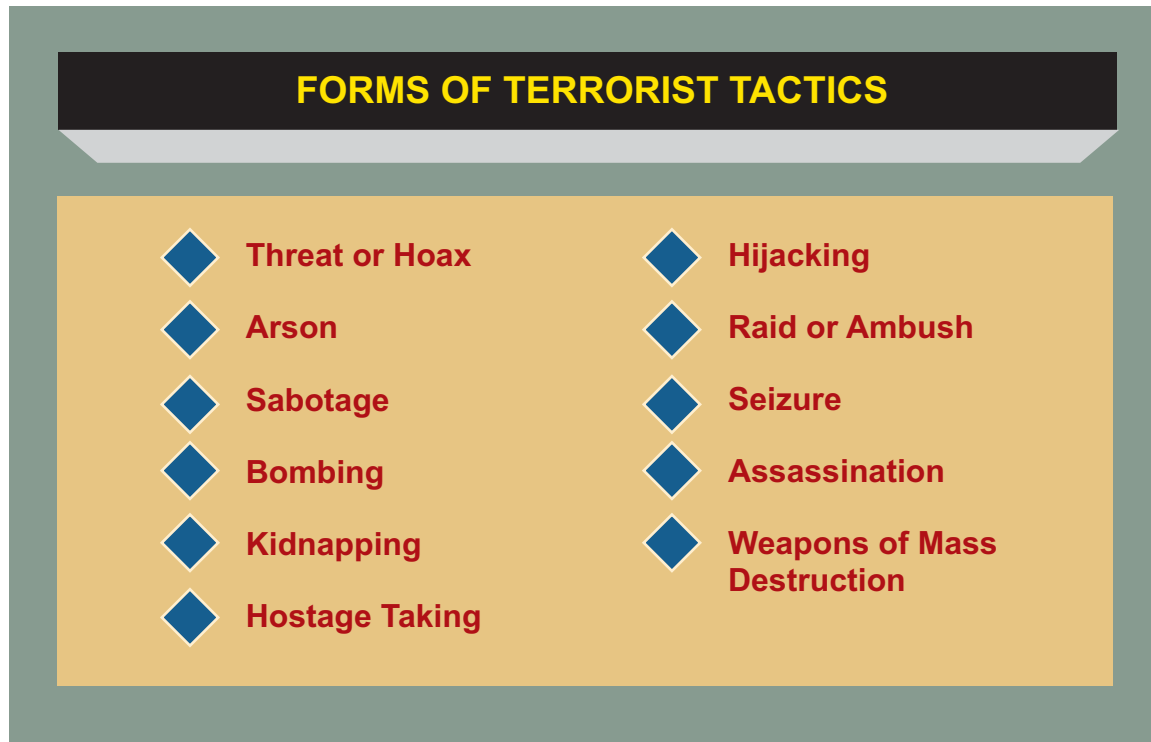 FORMS OF TERRORIST TACTICS
Threat or Hoax
Arson
Sabotage
Bombing
Kidnapping
Hostage Taking
Hijacking
Raid or Ambush
Seizure
Assassination
Weapons of Mass
Destruction